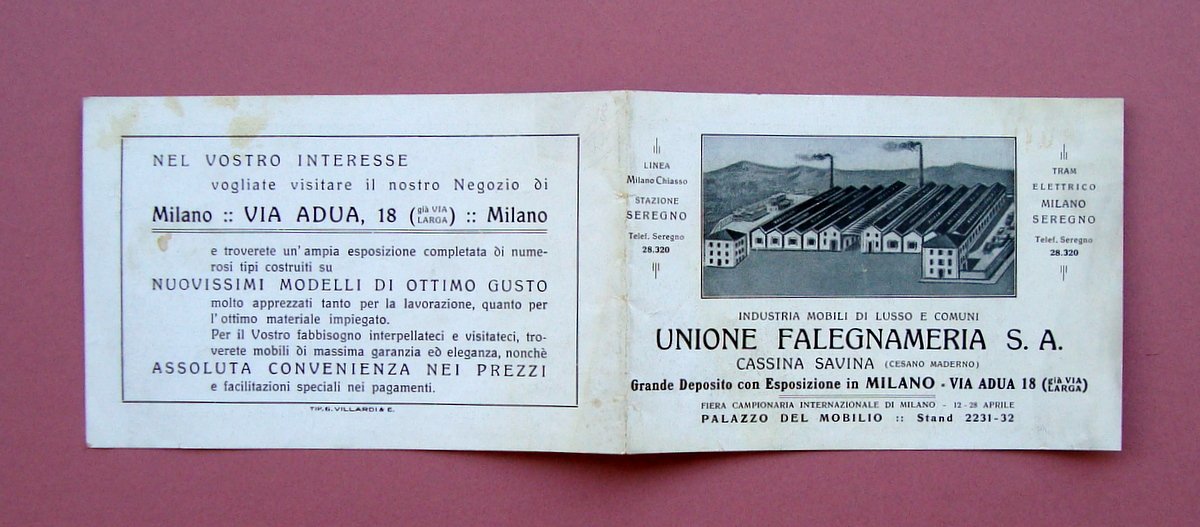 NEL VOSTRO INTERESSE
vogliate visitare il nostro Negozio di
Milano :: VIA ADUA, 18 (già VIA LARGA) :: Milano
e troverete un' ampia esposizione completata di nume-
rosi tipi costruiti su
NUOVISSIMI MODELLI DI OTTIMO GUSTO
molto apprezzati tanto per la lavorazione, quanto per
l' ottimo materiale impiegato.
Per il Vostro fabbisogno interpellateci e visitateci, tro-
verete mobili di massima garanzia ed eleganza, nonchè
ASSOLUTA CONVENIENZA NEI PREZZI
e facilitazioni speciali nei pagamenti.
TIP. G. VILLARDI & C.
LINEA
Milano Chiasso
STAZIONE
SEREGNO
Telef. Seregno
28.320
TRAM
ELETTRICO
MILANO
SEREGNO
Telef. Seregno
28.320
INDUSTRIA MOBILI DI LUSSO E COMUNI
UNIONE FALEGNAMERIA S. A.
CASSINA SAVINA (CESANO MADERNO)
Grande Deposito con Esposizione in MILANO - VIA ADUA 18 (già VIA LARGA)
FIERA CAMPIONARIA INTERNAZIONALE DI MILANO - 12-28 APRILE
PALAZZO DEL MOBILIO :: Stand 2231-32